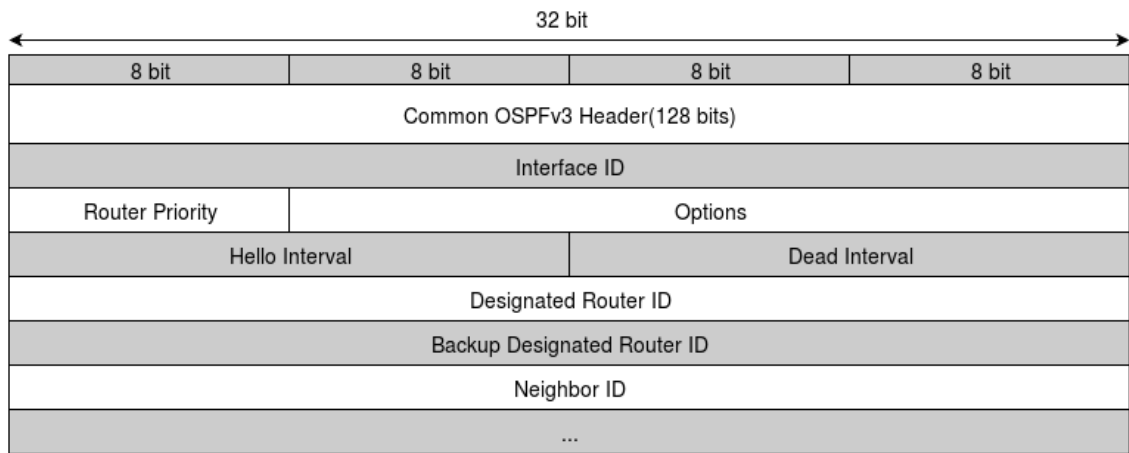 32 bit
8 bit 8 bit 8 bit 8 bit
Common OSPFv3 Header(128 bits)
Interface ID
Router Priority Options
Hello Interval Dead Interval
Designated Router ID
Backup Designated Router ID
Neighbor ID
...